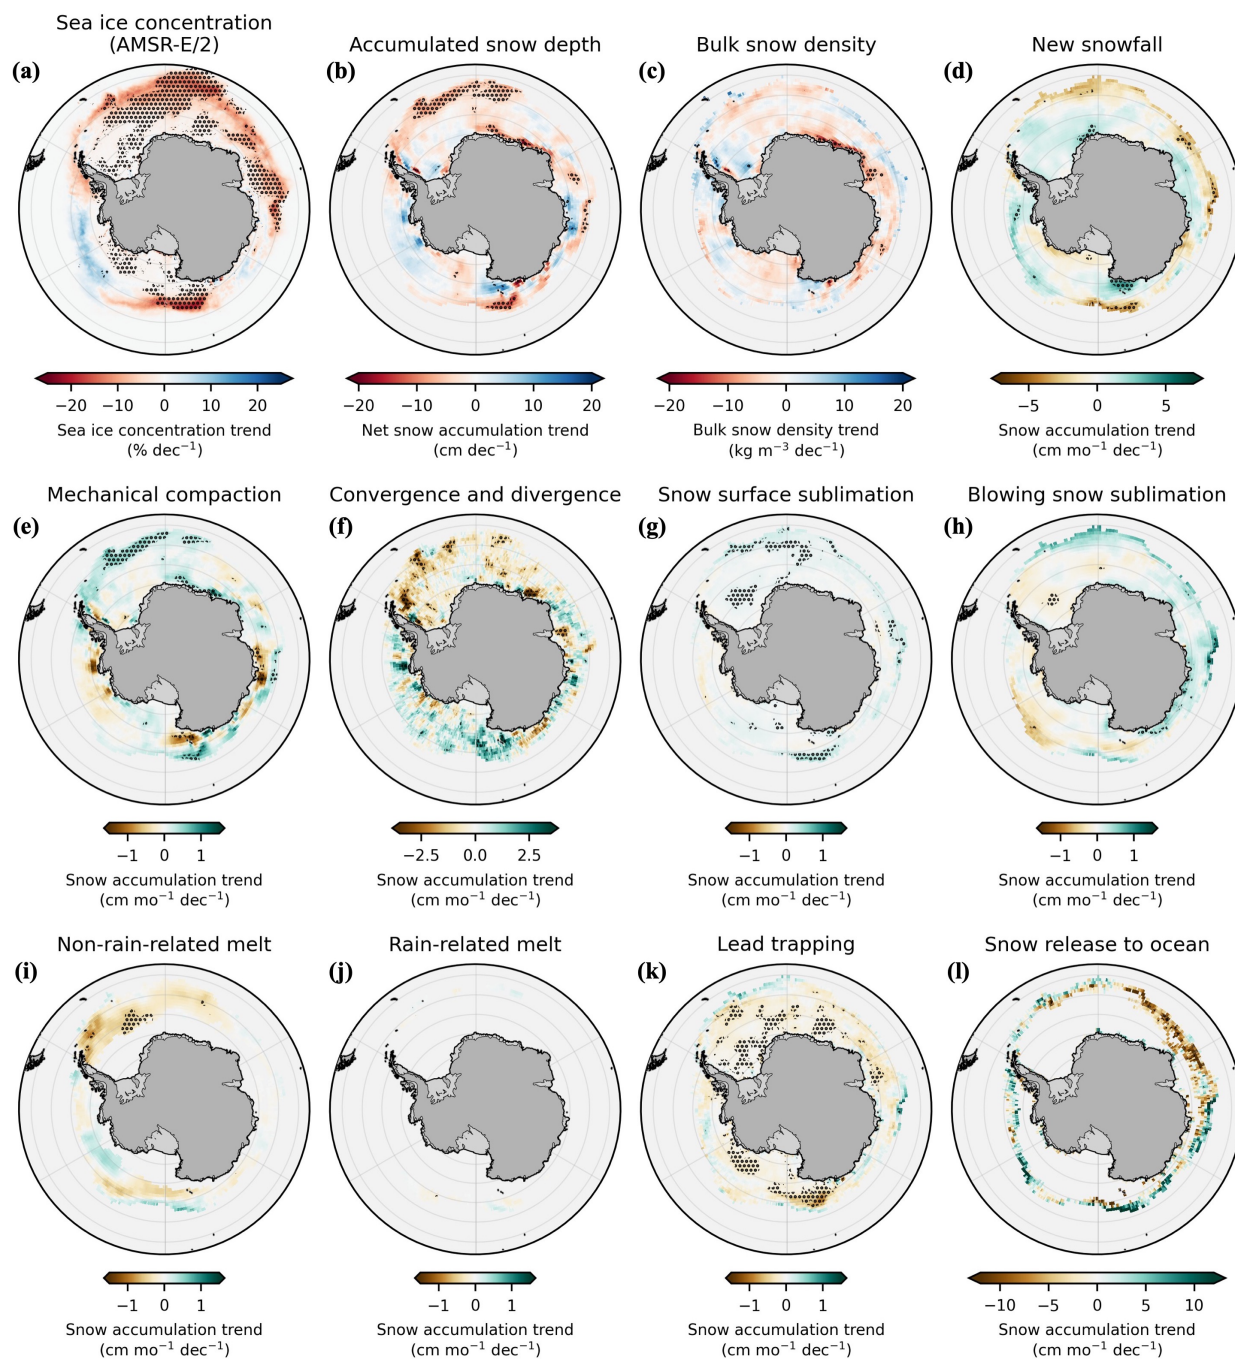 Sea ice concentration
(AMSR-E/2)
Accumulated snow depth
Bulk snow density
New snowfall
(a)
(b)
(c)
(d)
−20 −10 0 10 20
−20 −10 0 10 20
−20 −10 0 10 20
−5 0 5
Sea ice concentration trend
(% dec⁻¹)
Net snow accumulation trend
(cm dec⁻¹)
Bulk snow density trend
(kg m⁻³ dec⁻¹)
Snow accumulation trend
(cm mo⁻¹ dec⁻¹)
Mechanical compaction
Convergence and divergence
Snow surface sublimation
Blowing snow sublimation
(e)
(f)
(g)
(h)
−1 0 1
−2.5 0.0 2.5
−1 0 1
−1 0 1
Snow accumulation trend
(cm mo⁻¹ dec⁻¹)
Snow accumulation trend
(cm mo⁻¹ dec⁻¹)
Snow accumulation trend
(cm mo⁻¹ dec⁻¹)
Snow accumulation trend
(cm mo⁻¹ dec⁻¹)
Non-rain-related melt
Rain-related melt
Lead trapping
Snow release to ocean
(i)
(j)
(k)
(l)
−1 0 1
−1 0 1
−1 0 1
−10 −5 0 5 10
Snow accumulation trend
(cm mo⁻¹ dec⁻¹)
Snow accumulation trend
(cm mo⁻¹ dec⁻¹)
Snow accumulation trend
(cm mo⁻¹ dec⁻¹)
Snow accumulation trend
(cm mo⁻¹ dec⁻¹)